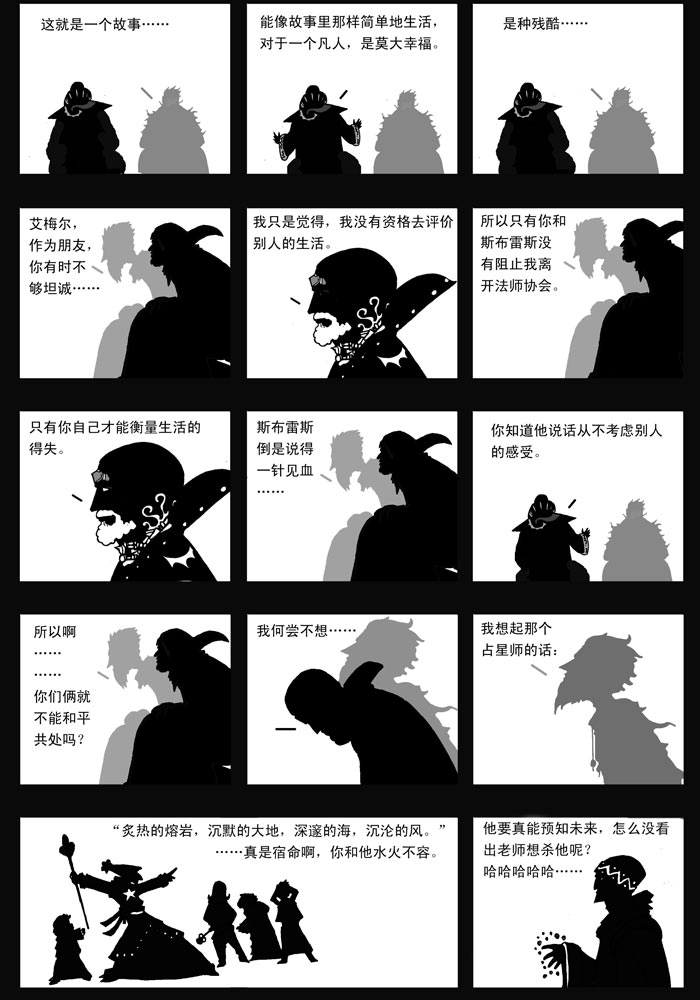 这就是一个故事……
能像故事里那样简单地生活，
对于一个凡人，是莫大幸福。
是种残酷……
艾梅尔，
作为朋友，
你有时不
够坦诚……
我只是觉得，我没有资格去评价
别人的生活。
所以只有你和
斯布雷斯没
有阻止我离
开法师协会。
只有你自己才能衡量生活的
得失。
斯布雷斯
倒是说得
一针见血
……
你知道他说话从不考虑别人
的感受。
所以啊
……
……
你们俩就
不能和平
共处吗？
我何尝不想……
我想起那个
占星师的话：
“炙热的熔岩，沉默的大地，深邃的海，沉沦的风。”
……真是宿命啊，你和他水火不容。
他要真能预知未来，怎么没看
出老师想杀他呢？
哈哈哈哈哈……